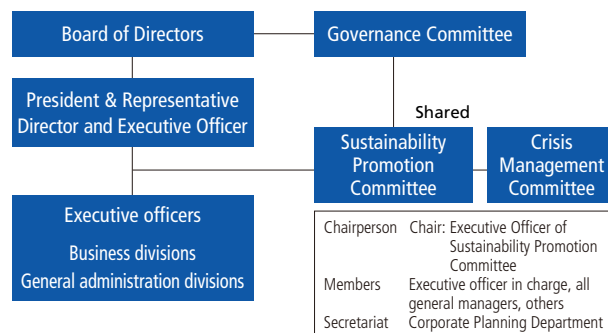 Board of Directors
Governance Committee
President & Representative
Director and Executive Officer
Shared
Sustainability
Promotion
Committee
Crisis
Management
Committee
Executive officers
Business divisions
General administration divisions
Chairperson Chair: Executive Officer of
Sustainability Promotion
Committee
Members Executive officer in charge, all
general managers, others
Secretariat Corporate Planning Department